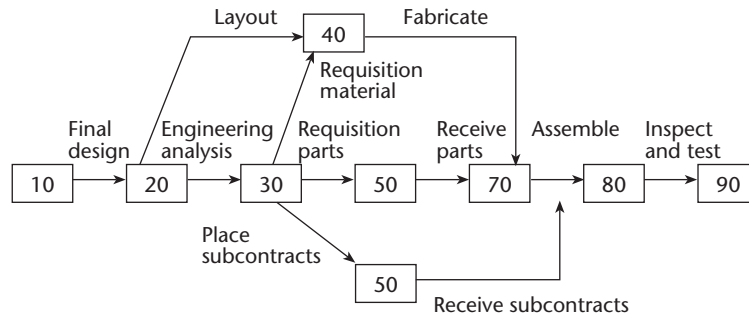 Layout
40
Fabricate
Requisition
material
Final
design
Engineering
analysis
Requisition
parts
Receive
parts
Assemble
Inspect
and test
10
20
30
50
70
80
90
Place
subcontracts
50
Receive subcontracts